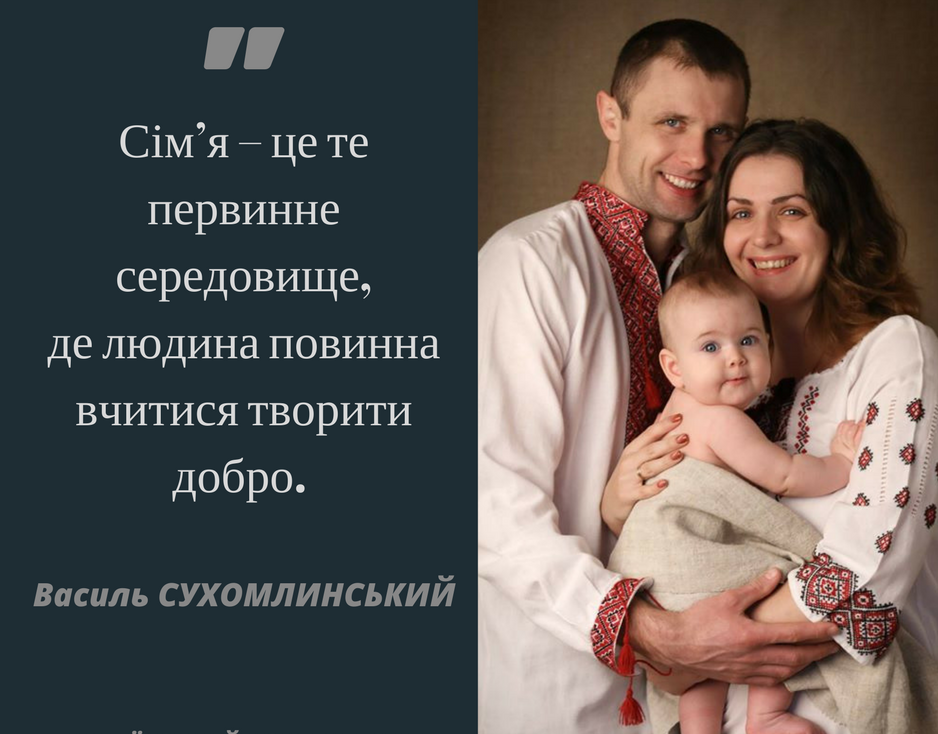 Сім’я – це те
первинне
середовище,
де людина повинна
вчитися творити
добро.
Василь СУХОМЛИНСЬКИЙ